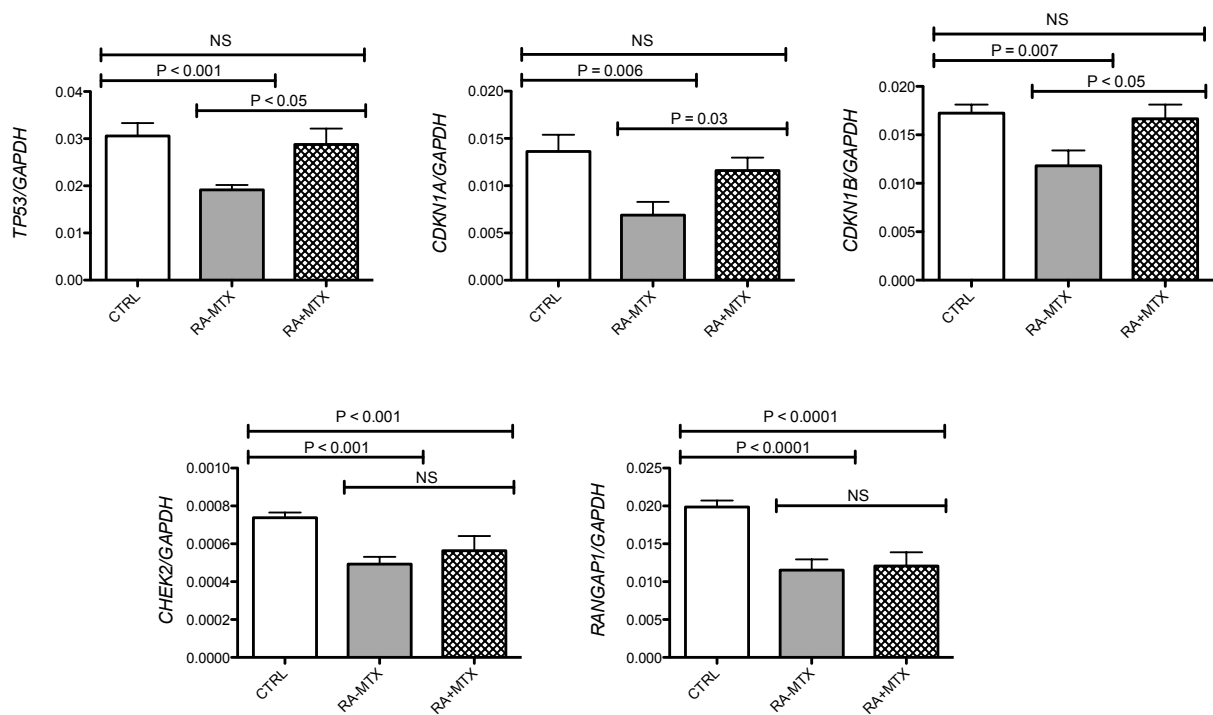 NS
P < 0.001
P < 0.05
TP53/GAPDH
0.04
0.03
0.02
0.01
0.00
CTRL
RA-MTX
RA+MTX
NS
P = 0.006
P = 0.03
CDKN1A/GAPDH
0.020
0.015
0.010
0.005
0.000
CTRL
RA-MTX
RA+MTX
NS
P = 0.007
P < 0.05
CDKN1B/GAPDH
0.020
0.015
0.010
0.005
0.000
CTRL
RA-MTX
RA+MTX
P < 0.001
P < 0.001
NS
CHEK2/GAPDH
0.0010
0.0008
0.0006
0.0004
0.0002
0.0000
CTRL
RA-MTX
RA+MTX
P < 0.0001
P < 0.0001
NS
RANGAP1/GAPDH
0.025
0.020
0.015
0.010
0.005
0.000
CTRL
RA-MTX
RA+MTX